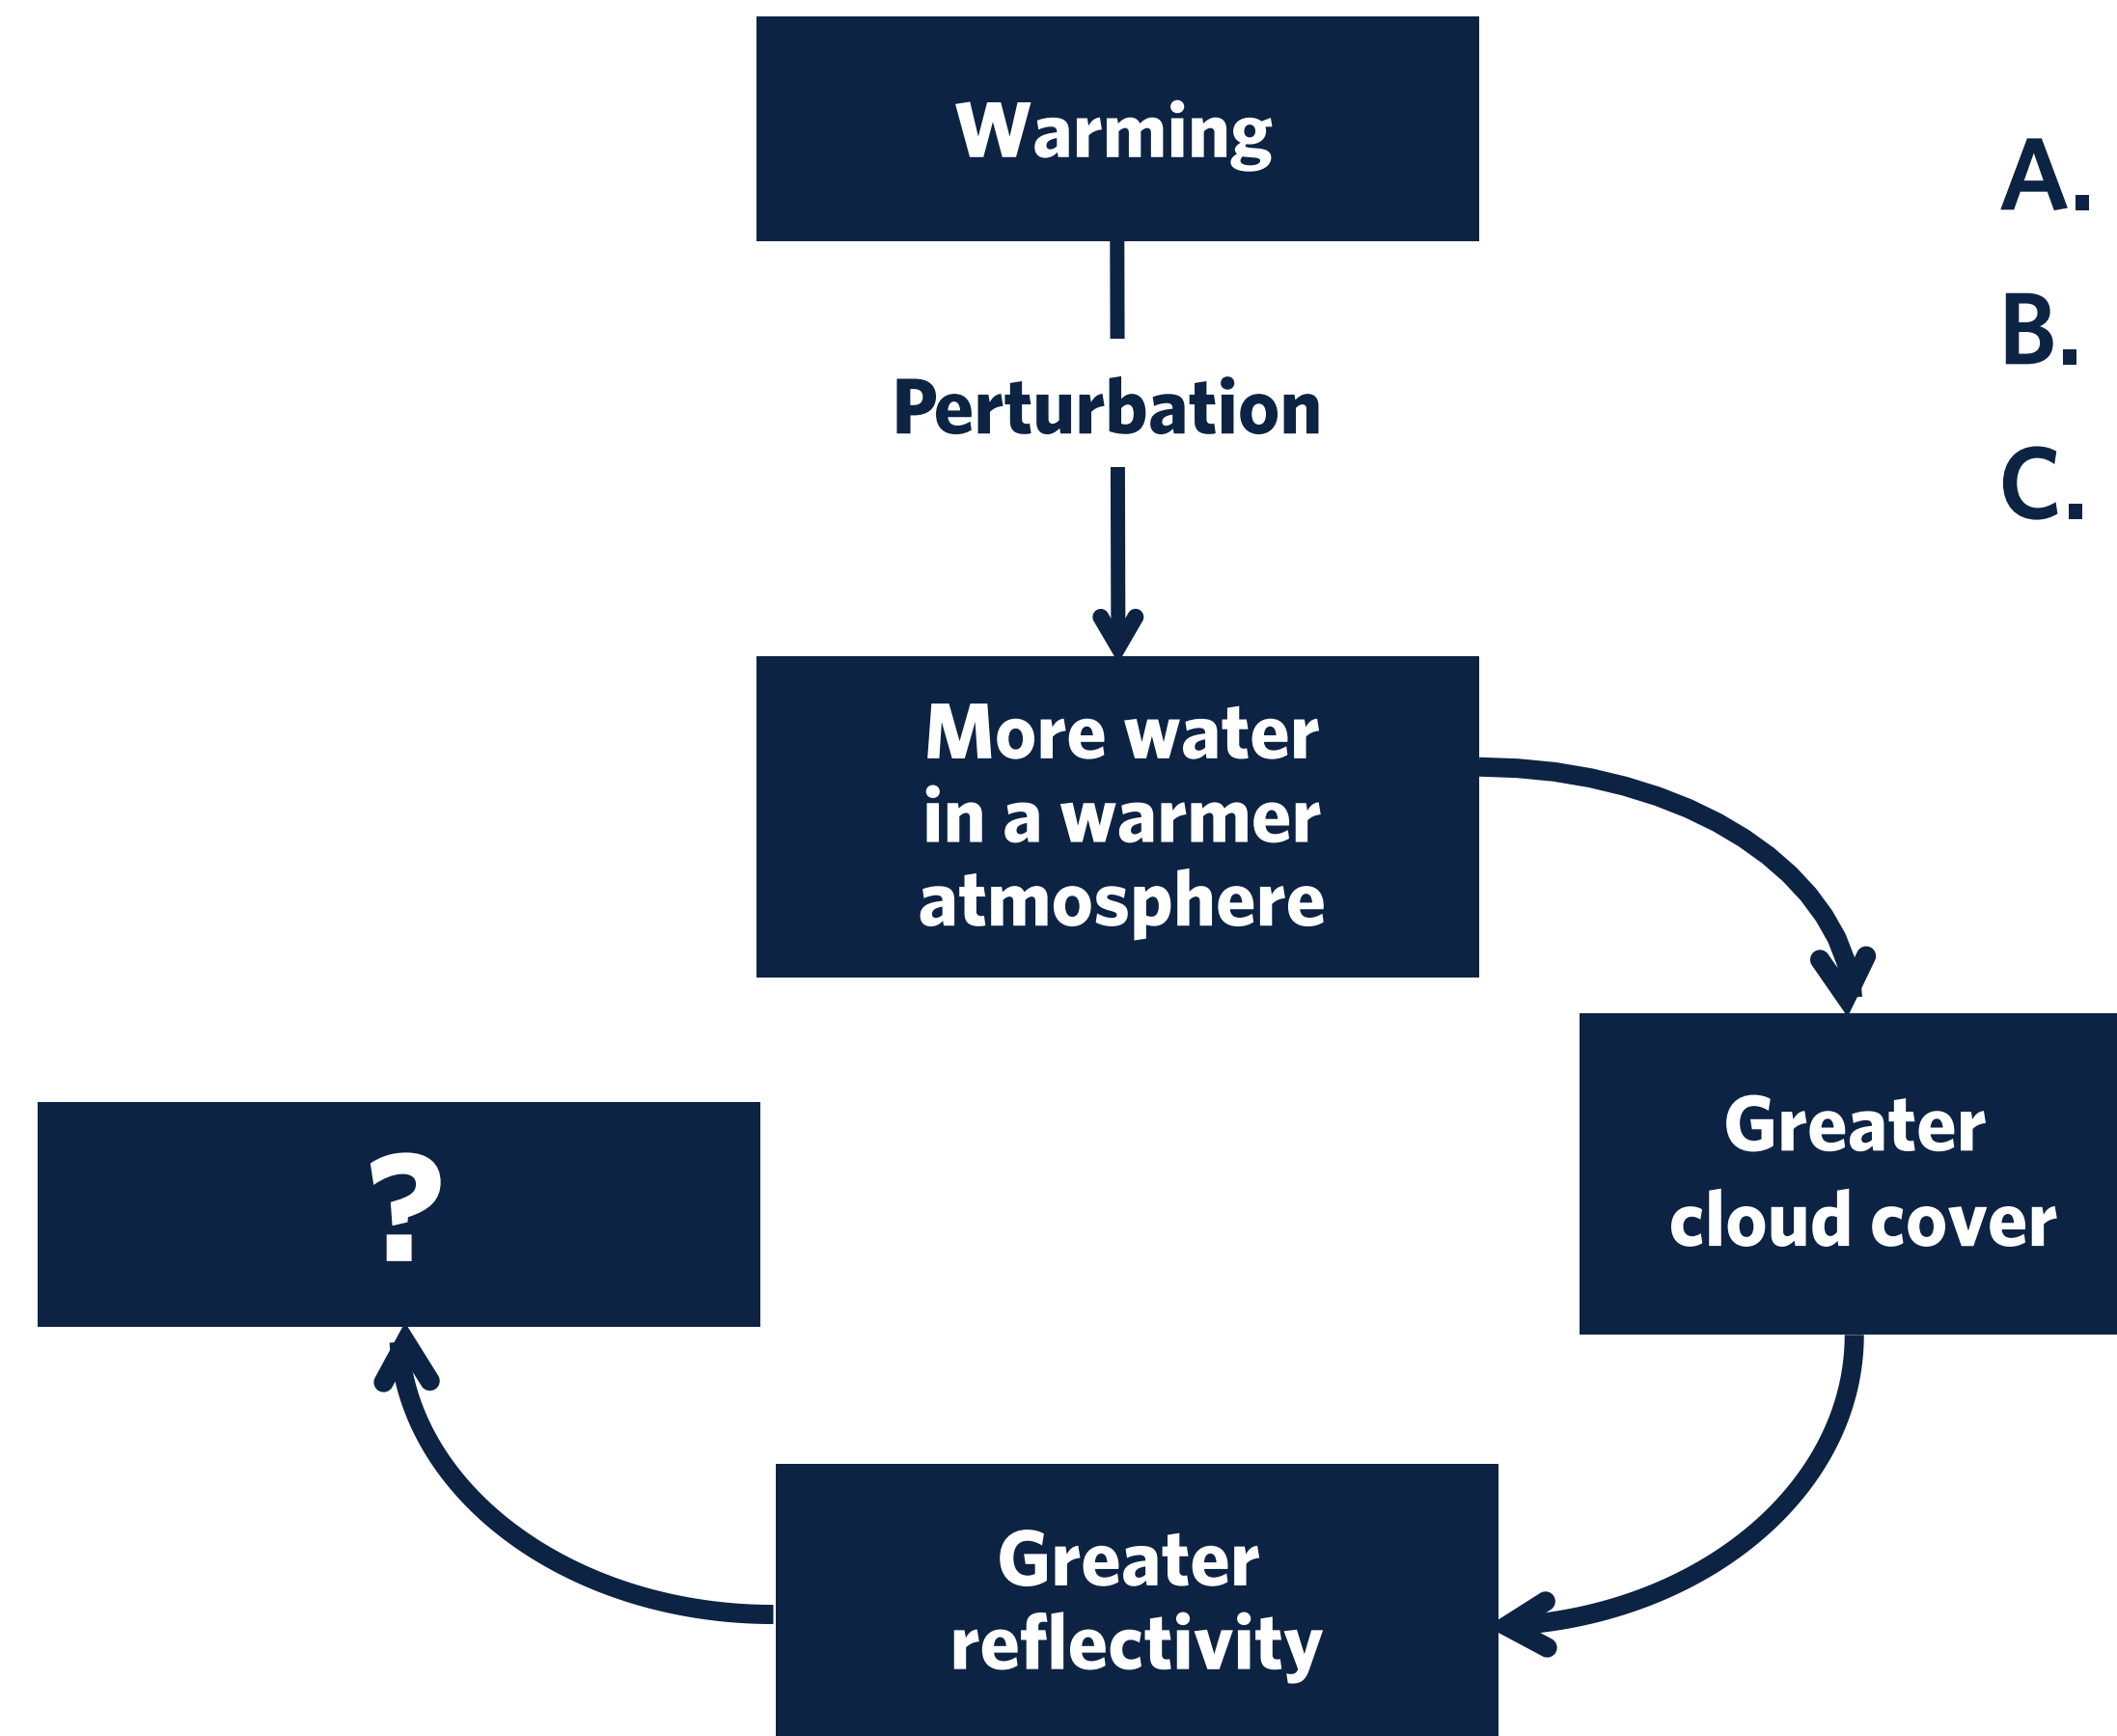 Warming
A.
B.
Perturbation
C.
More water
in a warmer
atmosphere
Greater
cloud cover
?
Greater
reflectivity